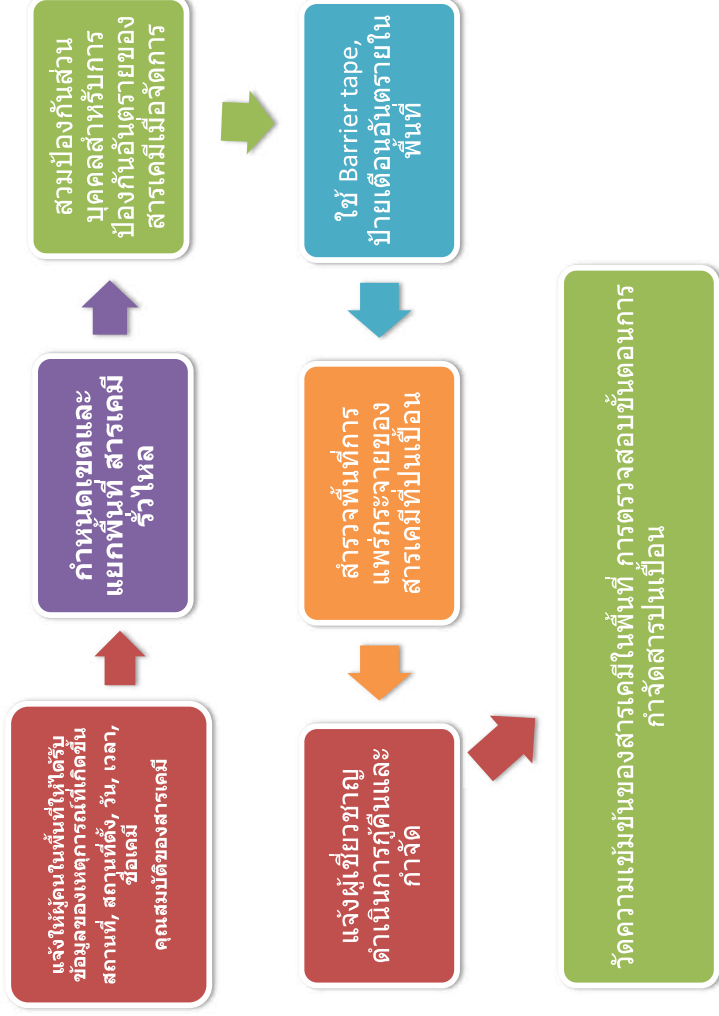 แจ้งให้ผู้คนในพื้นที่ให้ได้รับ
ข้อมูลของเหตุการณ์ที่เกิดขึ้น
สถานที่, สถานที่ตั้ง, วัน, เวลา,
ชื่อเคมี
คุณสมบัติของสารเคมี
กำหนดเขตและ
แยกพื้นที่ สารเคมี
รั่วไหล
สวมป้องกันส่วน
บุคคลสำหรับการ
ป้องกันอันตรายของ
สารเคมีเมื่อจัดการ
ใช้ Barrier tape,
ป้ายเตือนอันตรายใน
พื้นที่
สำรวจพื้นที่การ
แพร่กระจายของ
สารเคมีที่ปนเปื้อน
แจ้งผู้เชี่ยวชาญ
ดำเนินการกู้คืนและ
กำจัด
วัดความเข้มข้นของสารเคมีในพื้นที่ การตรวจสอบขั้นตอนการ
กำจัดสารปนเปื้อน